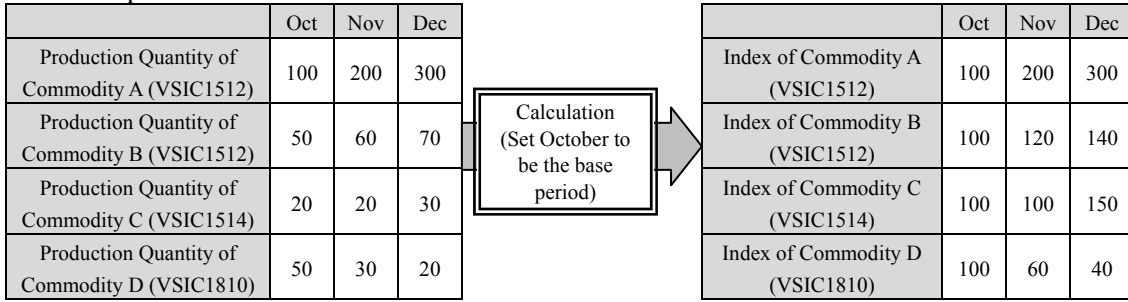 Oct Nov Dec
Production Quantity of
Commodity A (VSIC1512)
100 200 300
Production Quantity of
Commodity B (VSIC1512)
50 60 70
Production Quantity of
Commodity C (VSIC1514)
20 20 30
Production Quantity of
Commodity D (VSIC1810)
50 30 20
Calculation
(Set October to
be the base
period)
Oct Nov Dec
Index of Commodity A
(VSIC1512)
100 200 300
Index of Commodity B
(VSIC1512)
100 120 140
Index of Commodity C
(VSIC1514)
100 100 150
Index of Commodity D
(VSIC1810)
100 60 40